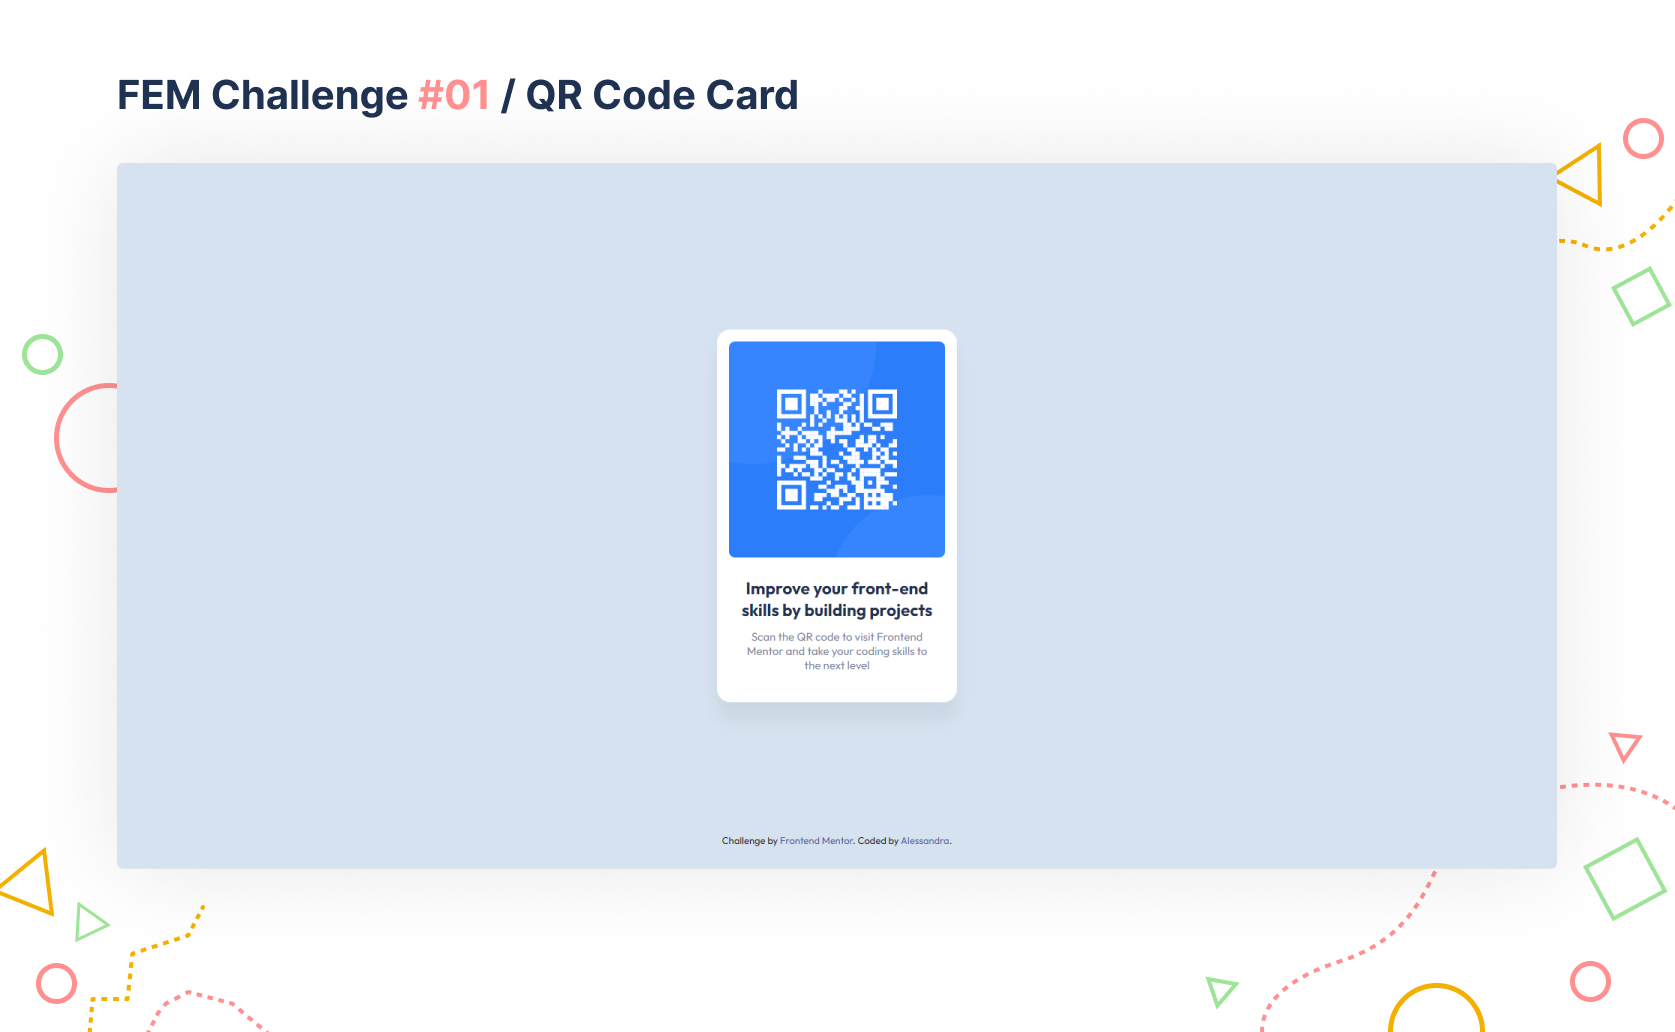 FEM Challenge #01 / QR Code Card
Improve your front-end
skills by building projects
Scan the QR code to visit Frontend
Mentor and take your coding skills to
the next level
Challenge by Frontend Mentor. Coded by Alessandra.